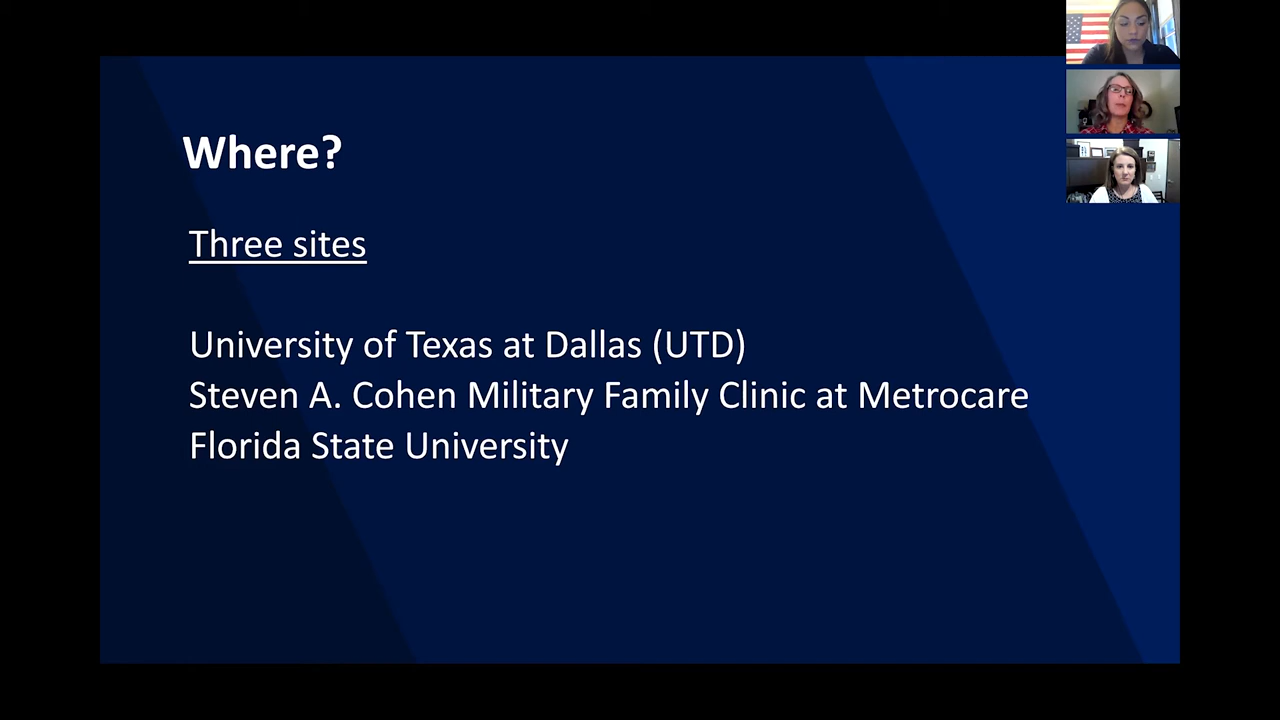 Where?
Three sites
University of Texas at Dallas (UTD)
Steven A. Cohen Military Family Clinic at Metrocare
Florida State University